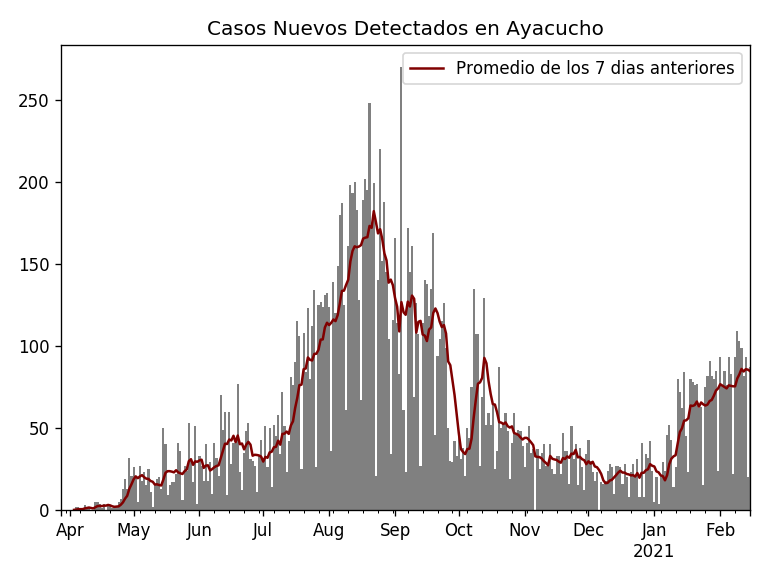 Casos Nuevos Detectados en Ayacucho
Promedio de los 7 dias anteriores
250
200
150
100
50
0
Apr May Jun Jul Aug Sep Oct Nov Dec Jan Feb
2021